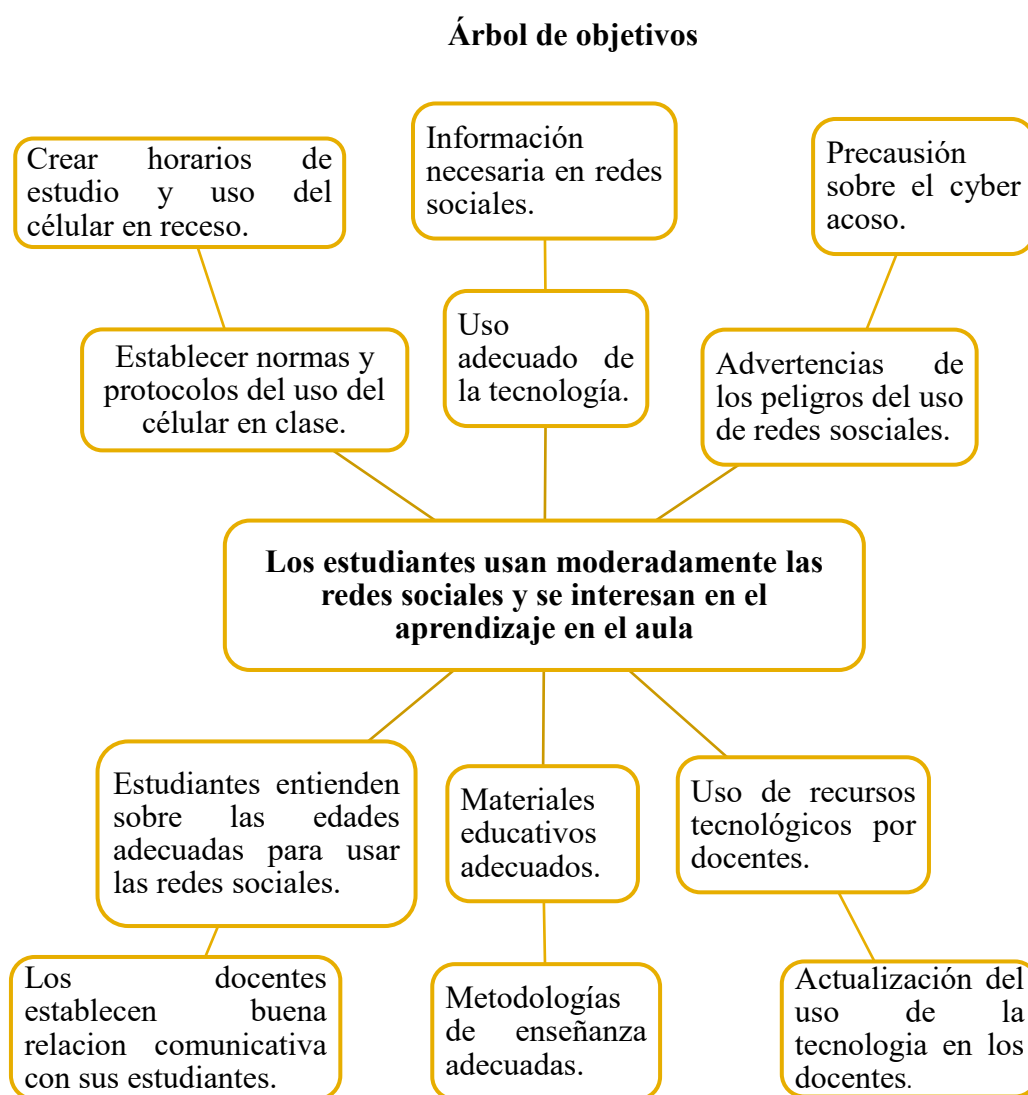 Árbol de objetivos
Crear horarios de
estudio y uso del
célular en receso.
Información
necesaria en redes
sociales.
Precausión
sobre el cyber
acoso.
Establecer normas y
protocolos del uso del
célular en clase.
Uso
adecuado de
la tecnología.
Advertencias de
los peligros del uso
de redes sosciales.
Los estudiantes usan moderadamente las
redes sociales y se interesan en el
aprendizaje en el aula
Estudiantes entienden
sobre las edades
adecuadas para usar
las redes sociales.
Materiales
educativos
adecuados.
Uso de recursos
tecnológicos por
docentes.
Los docentes
establecen buena
relacion comunicativa
con sus estudiantes.
Metodologías
de enseñanza
adecuadas.
Actualización del
uso de la
tecnologia en los
docentes.